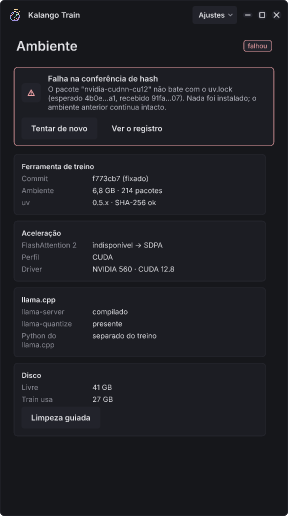 Kalango Train
Ajustes
Ambiente
falhou
Falha na conferência de hash
O pacote "nvidia-cudnn-cu12" não bate com o uv.lock
(esperado 4b0e...a1, recebido 91fa...07). Nada foi instalado; o
ambiente anterior continua intacto.
Tentar de novo Ver o registro
Ferramenta de treino
Commit f773cb7 (fixado)
Ambiente 6,8 GB · 214 pacotes
uv 0.5.x · SHA-256 ok
Aceleração
FlashAttention 2 indisponível → SDPA
Perfil CUDA
Driver NVIDIA 560 · CUDA 12.8
llama.cpp
llama-server compilado
llama-quantize presente
Python do separado do treino
llama.cpp
Disco
Livre 41 GB
Train usa 27 GB
Limpeza guiada